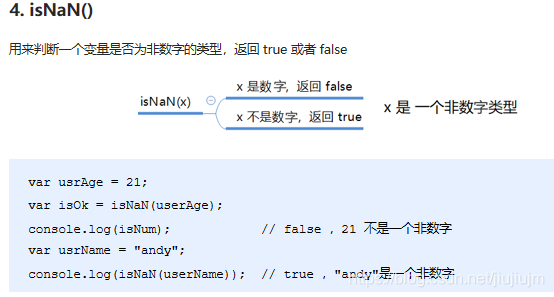 4. isNaN()
用来判断一个变量是否为非数字的类型，返回 true 或者 false
x 是数字，返回 false
isNaN(x)
x 是 一个非数字类型
x 不是数字，返回 true
var usrAge = 21;
var isOk = isNaN(userAge);
console.log(isNum); // false , 21 不是一个非数字
var usrName = "andy";
console.log(isNaN(userName)); // true , "andy"是一个非数字
https://blog.csdn.net/jiujiujm